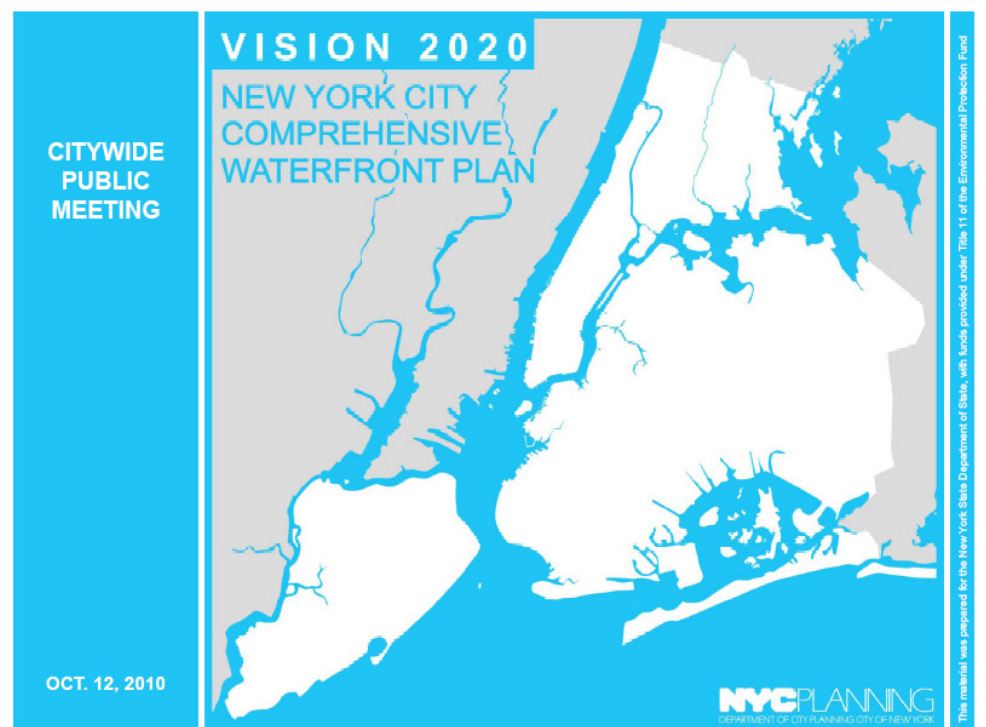 CITYWIDE
PUBLIC
MEETING
OCT. 12, 2010
VISION 2020
NEW YORK CITY
COMPREHENSIVE
WATERFRONT PLAN
NYCPLANNING
DEPARTMENT OF CITY PLANNING CITY OF NEW YORK
This material was prepared for the New York State Department of State, with funds provided under Title 11 of the Environmental Protection Fund